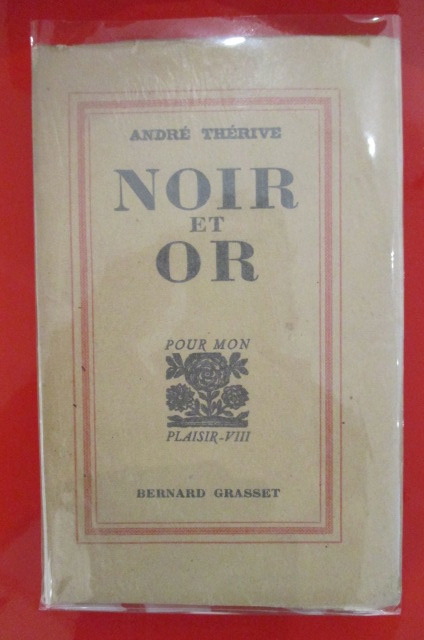 ANDRÉ THÉRIVE
NOIR
ET
OR
POUR MON
PLAISIR-VIII
BERNARD GRASSET